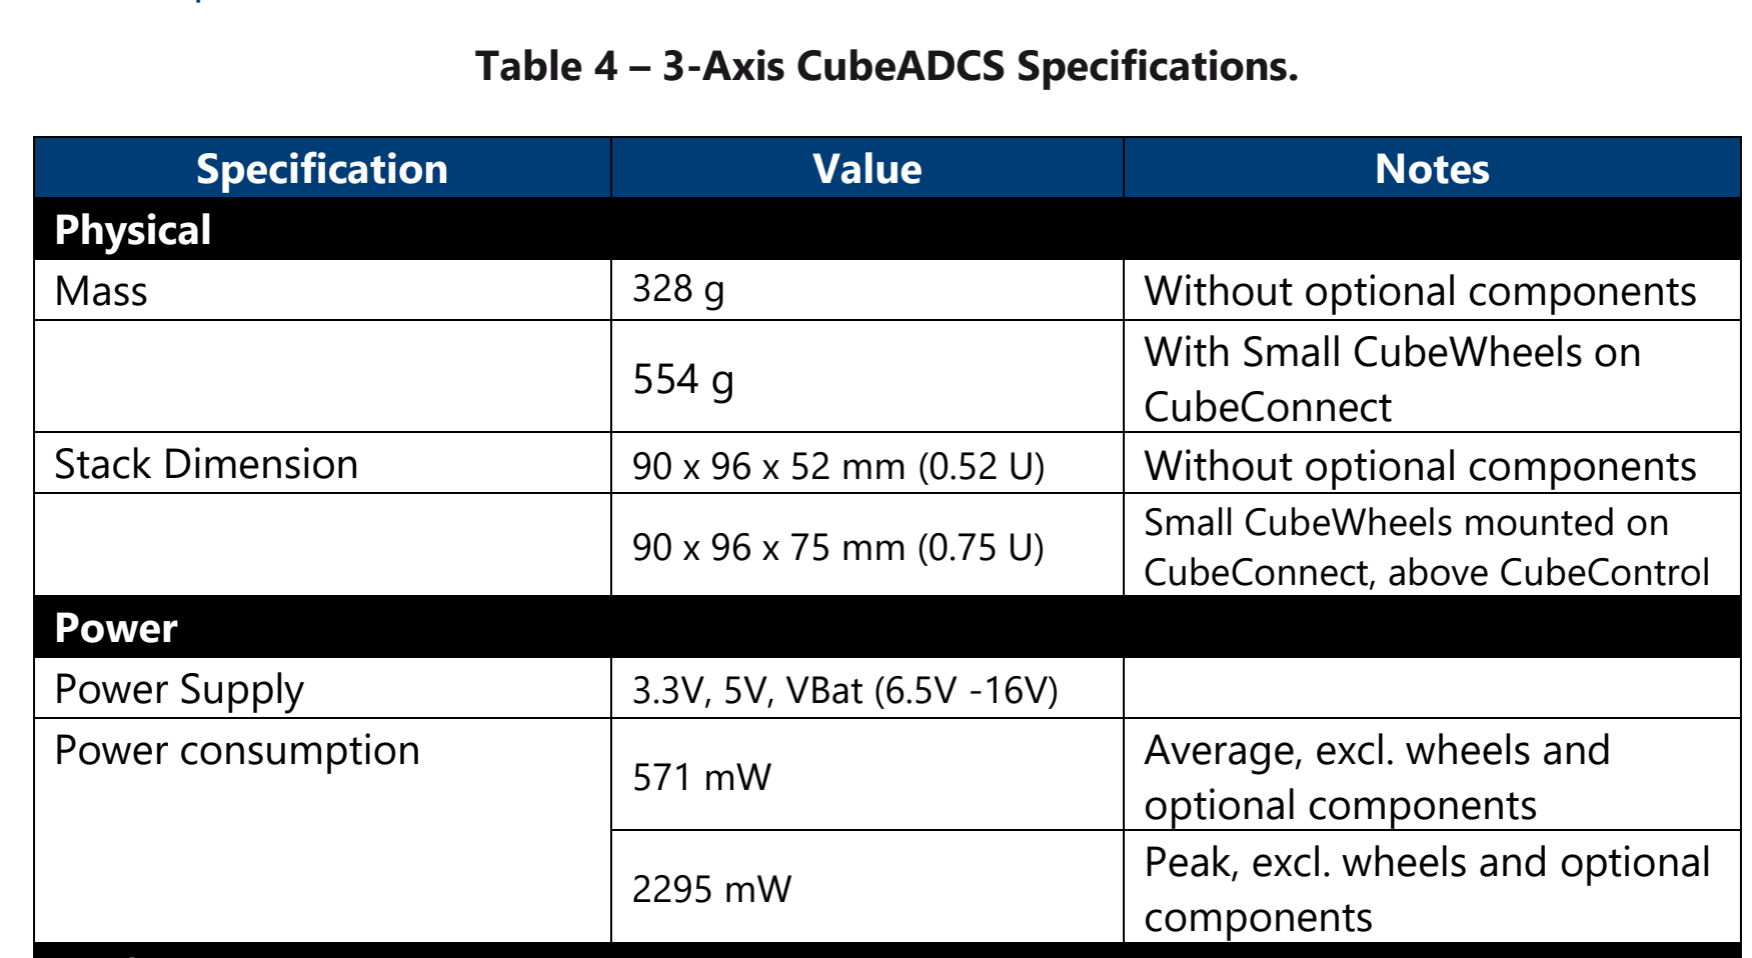 Table 4 – 3-Axis CubeADCS Specifications.
Specification Value Notes
Physical
Mass 328 g Without optional components
554 g With Small CubeWheels on
CubeConnect
Stack Dimension 90 x 96 x 52 mm (0.52 U) Without optional components
90 x 96 x 75 mm (0.75 U) Small CubeWheels mounted on
CubeConnect, above CubeControl
Power
Power Supply 3.3V, 5V, VBat (6.5V -16V)
Power consumption 571 mW Average, excl. wheels and
optional components
2295 mW Peak, excl. wheels and optional
components